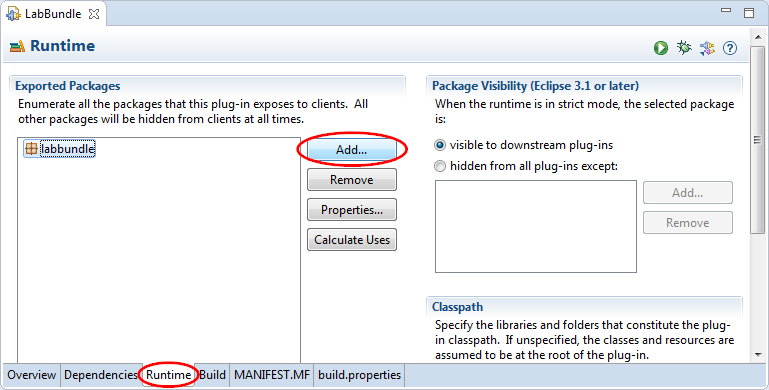 LabBundle
Runtime
Exported Packages
Enumerate all the packages that this plug-in exposes to clients. All
other packages will be hidden from clients at all times.
labbundle
Add...
Remove
Properties...
Calculate Uses
Package Visibility (Eclipse 3.1 or later)
When the runtime is in strict mode, the selected package
is:
visible to downstream plug-ins
hidden from all plug-ins except:
Add...
Remove
Classpath
Specify the libraries and folders that constitute the plug-
in classpath. If unspecified, the classes and resources are
assumed to be at the root of the plug-in.
Overview Dependencies Runtime Build MANIFEST.MF build.properties